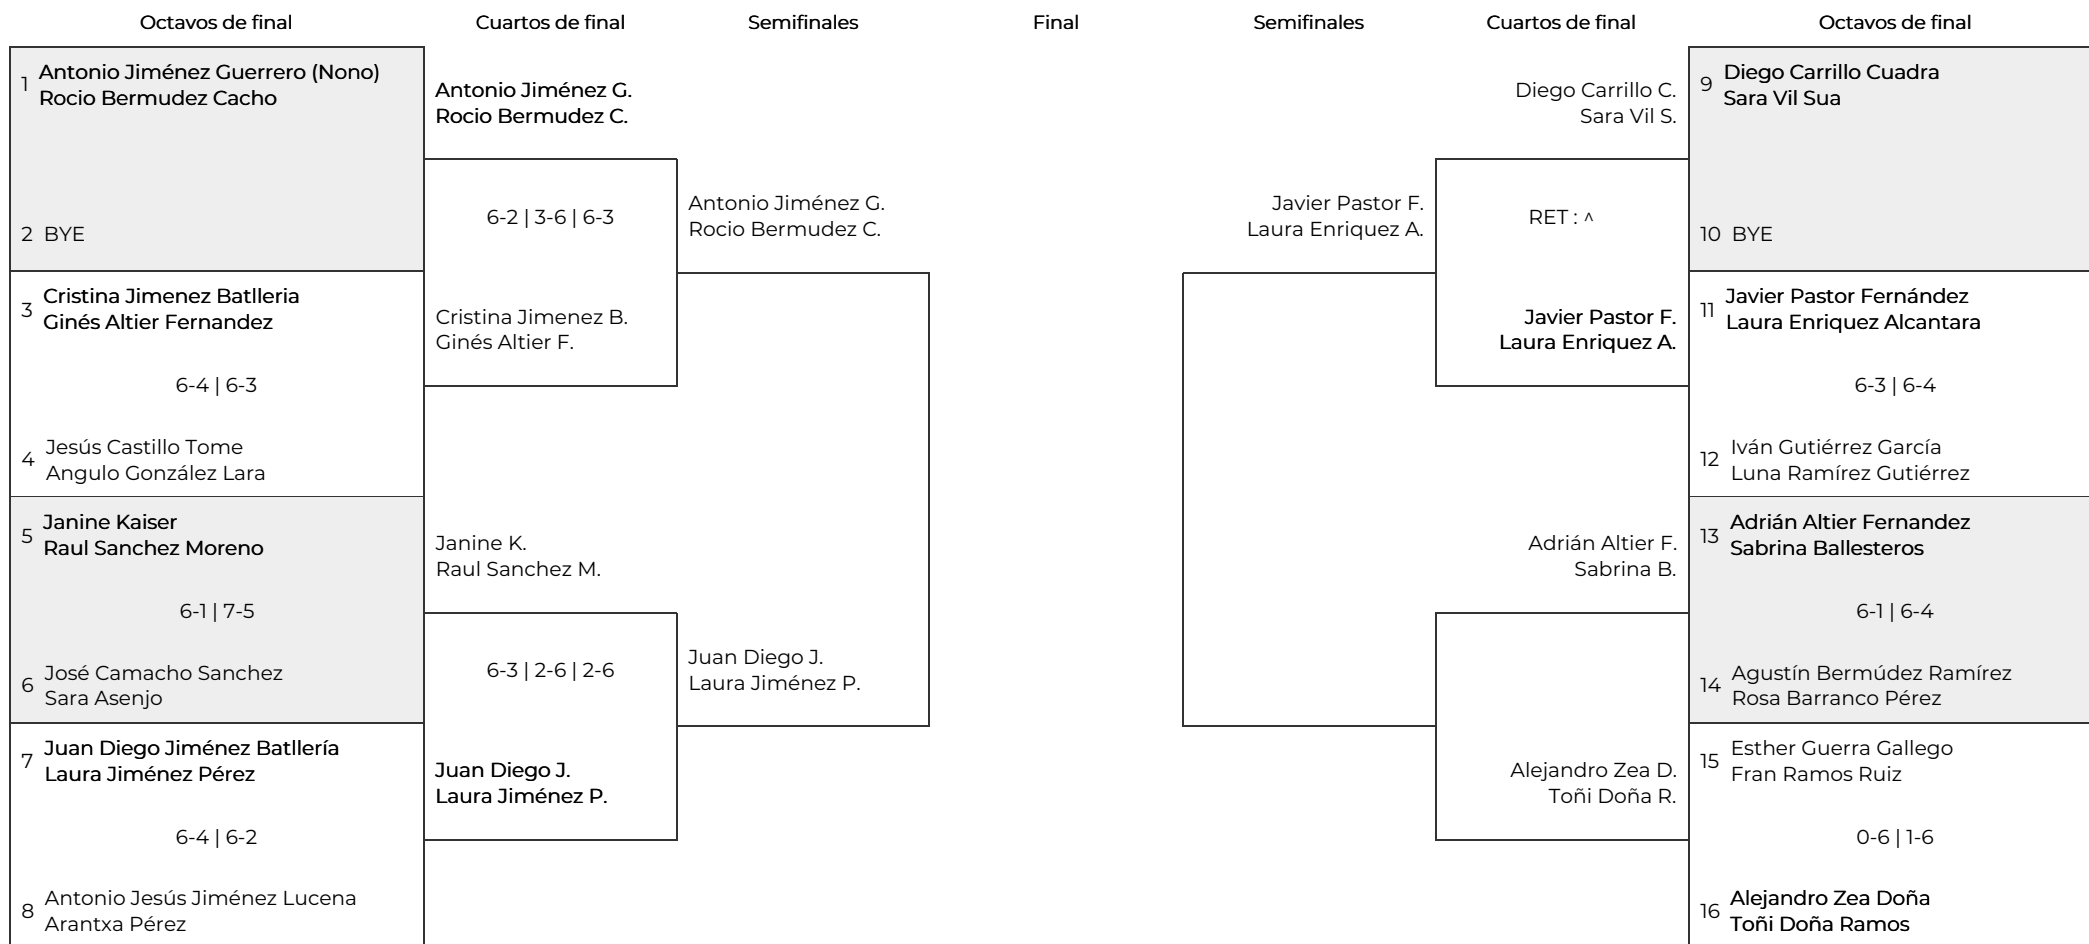 Octavos de final
Cuartos de final
Semifinales
Final
Semifinales
Cuartos de final
Octavos de final
1
Antonio Jiménez Guerrero (Nono)
Rocio Bermudez Cacho
2 BYE
3
Cristina Jimenez Batlleria
Ginés Altier Fernandez
6-4 | 6-3
4
Jesús Castillo Tome
Angulo González Lara
5
Janine Kaiser
Raul Sanchez Moreno
6-1 | 7-5
6
José Camacho Sanchez
Sara Asenjo
7
Juan Diego Jiménez Batllería
Laura Jiménez Pérez
6-4 | 6-2
8
Antonio Jesús Jiménez Lucena
Arantxa Pérez
Antonio Jiménez G.
Rocio Bermudez C.
6-2 | 3-6 | 6-3
Cristina Jimenez B.
Ginés Altier F.
Janine K.
Raul Sanchez M.
6-3 | 2-6 | 2-6
Juan Diego J.
Laura Jiménez P.
Antonio Jiménez G.
Rocio Bermudez C.
Juan Diego J.
Laura Jiménez P.
Javier Pastor F.
Laura Enriquez A.
Diego Carrillo C.
Sara Vil S.
RET : ^
Javier Pastor F.
Laura Enriquez A.
Adrián Altier F.
Sabrina B.
Alejandro Zea D.
Toñi Doña R.
9
Diego Carrillo Cuadra
Sara Vil Sua
10 BYE
11
Javier Pastor Fernández
Laura Enriquez Alcantara
6-3 | 6-4
12
Iván Gutiérrez García
Luna Ramírez Gutiérrez
13
Adrián Altier Fernandez
Sabrina Ballesteros
6-1 | 6-4
14
Agustín Bermúdez Ramírez
Rosa Barranco Pérez
15
Esther Guerra Gallego
Fran Ramos Ruiz
0-6 | 1-6
16
Alejandro Zea Doña
Toñi Doña Ramos